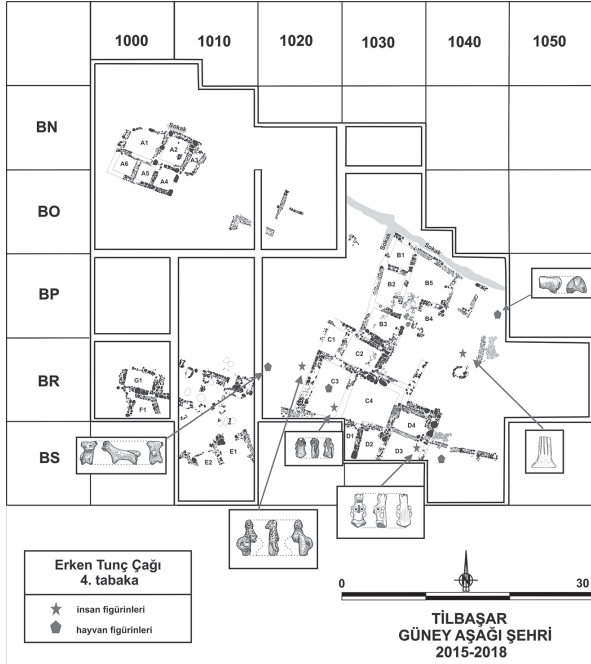 1000 1010 1020 1030 1040 1050
BN
Sokak
A1 A2 A3
A6 A5 A4
BO
Sokak Sokak
B1
BP
B2 B5
B3 B4
BR
C1 C2
G1 C3
F1 C4
BS
D4
E1 D1 D2
E2 D3
Erken Tunç Çağı
4. tabaka
insan figürinleri
hayvan figürinleri
N
0 30
TİLBAŞAR
GÜNEY AŞAĞI ŞEHRİ
2015-2018